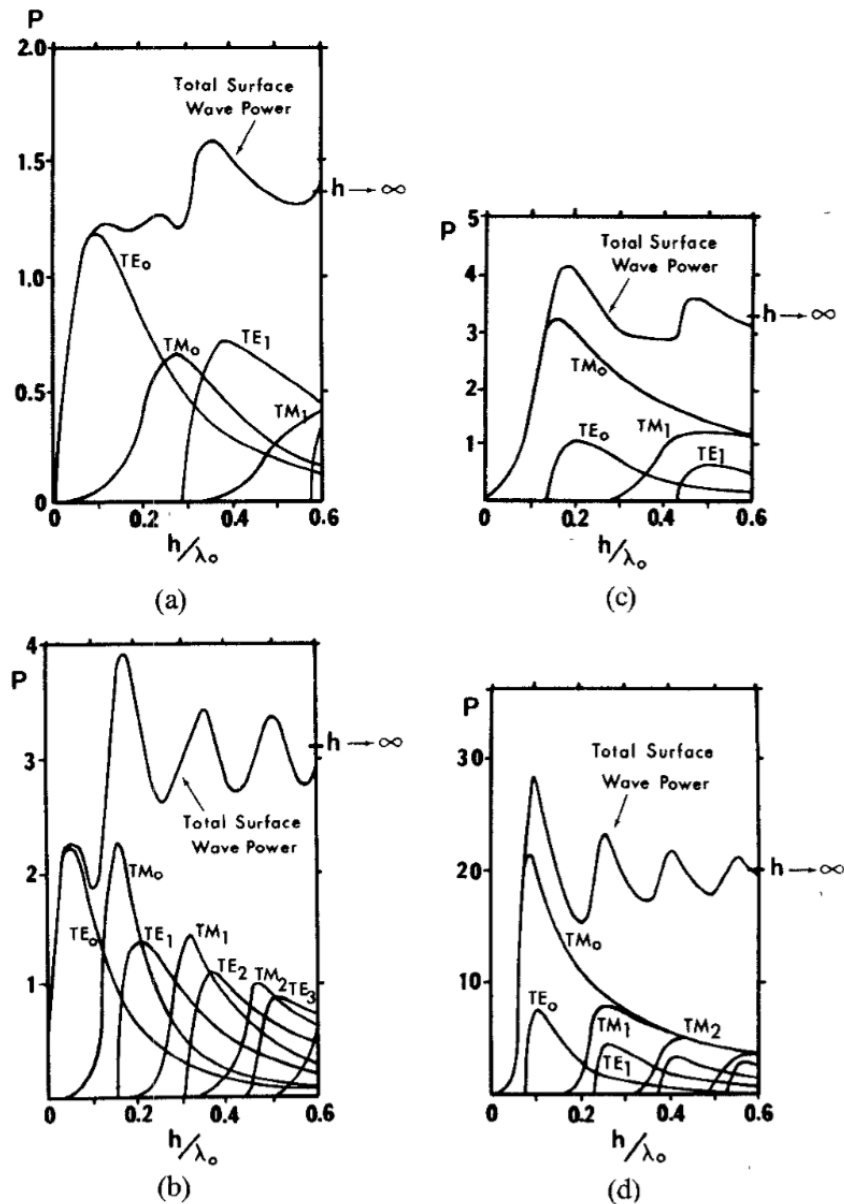 P
2.0
Total Surface
Wave Power
1.5
h → ∞
TE₀
1.0
TM₀
TE₁
0.5
TM₁
0
0 0.2 0.4 0.6
h/λ₀
(a)
P
5
Total Surface
Wave Power
4
h → ∞
3
TM₀
2
TE₀
TM₁
1
TE₁
0 0.2 0.4 0.6
h/λ₀
(c)
4
P
h → ∞
3
Total Surface
Wave Power
2
TM₀
TE₀
TE₁
TM₁
TE₂
TM₂
TE₃
1
0 0.2 0.4 0.6
h/λ₀
(b)
P
Total Surface
Wave Power
30
h → ∞
20
TM₀
10
TE₀
TM₁
TM₂
TE₁
0 0.2 0.4 0.6
h/λ₀
(d)